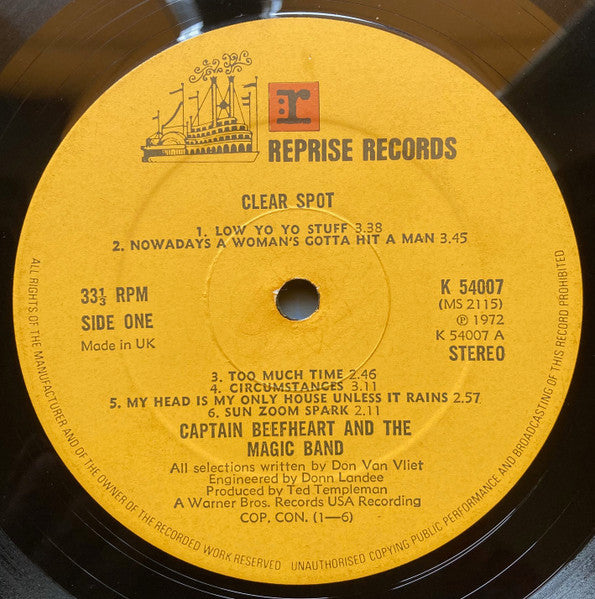 r
REPRISE RECORDS
CLEAR SPOT
1. LOW YO YO STUFF 3.38
2. NOWADAYS A WOMAN'S GOTTA HIT A MAN 3.45
33⅓ RPM
SIDE ONE
Made in UK
K 54007
(MS 2115)
℗ 1972
K 54007 A
STEREO
3. TOO MUCH TIME 2.46
4. CIRCUMSTANCES 3.11
5. MY HEAD IS MY ONLY HOUSE UNLESS IT RAINS 2.57
6. SUN ZOOM SPARK 2.11
CAPTAIN BEEFHEART AND THE
MAGIC BAND
All selections written by Don Van Vliet
Engineered by Donn Landee
Produced by Ted Templeman
A Warner Bros. Records USA Recording
COP. CON. (1—6)
ALL RIGHTS OF THE MANUFACTURER AND OF THE OWNER OF THE RECORDED WORK RESERVED UNAUTHORISED COPYING PUBLIC PERFORMANCE AND BROADCASTING OF THIS RECORD PROHIBITED